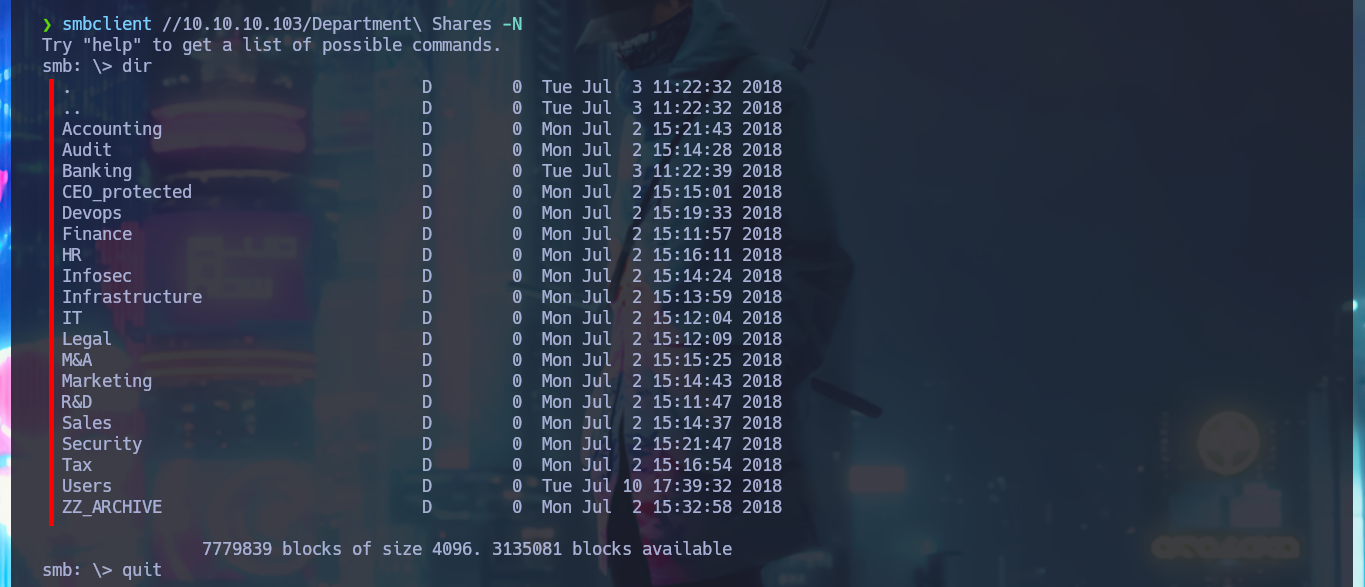 ❯ smbclient //10.10.10.103/Department\ Shares -N
Try "help" to get a list of possible commands.
smb: \> dir
  .                                   D        0  Tue Jul  3 11:22:32 2018
  ..                                  D        0  Tue Jul  3 11:22:32 2018
  Accounting                          D        0  Mon Jul  2 15:21:43 2018
  Audit                               D        0  Mon Jul  2 15:14:28 2018
  Banking                             D        0  Tue Jul  3 11:22:39 2018
  CEO_protected                       D        0  Mon Jul  2 15:15:01 2018
  Devops                              D        0  Mon Jul  2 15:19:33 2018
  Finance                             D        0  Mon Jul  2 15:11:57 2018
  HR                                  D        0  Mon Jul  2 15:16:11 2018
  Infosec                             D        0  Mon Jul  2 15:14:24 2018
  Infrastructure                      D        0  Mon Jul  2 15:13:59 2018
  IT                                  D        0  Mon Jul  2 15:12:04 2018
  Legal                               D        0  Mon Jul  2 15:12:09 2018
  M&A                                 D        0  Mon Jul  2 15:15:25 2018
  Marketing                           D        0  Mon Jul  2 15:14:43 2018
  R&D                                 D        0  Mon Jul  2 15:11:47 2018
  Sales                               D        0  Mon Jul  2 15:14:37 2018
  Security                            D        0  Mon Jul  2 15:21:47 2018
  Tax                                 D        0  Mon Jul  2 15:16:54 2018
  Users                               D        0  Tue Jul 10 17:39:32 2018
  ZZ_ARCHIVE                          D        0  Mon Jul  2 15:32:58 2018
                7779839 blocks of size 4096. 3135081 blocks available
smb: \> quit